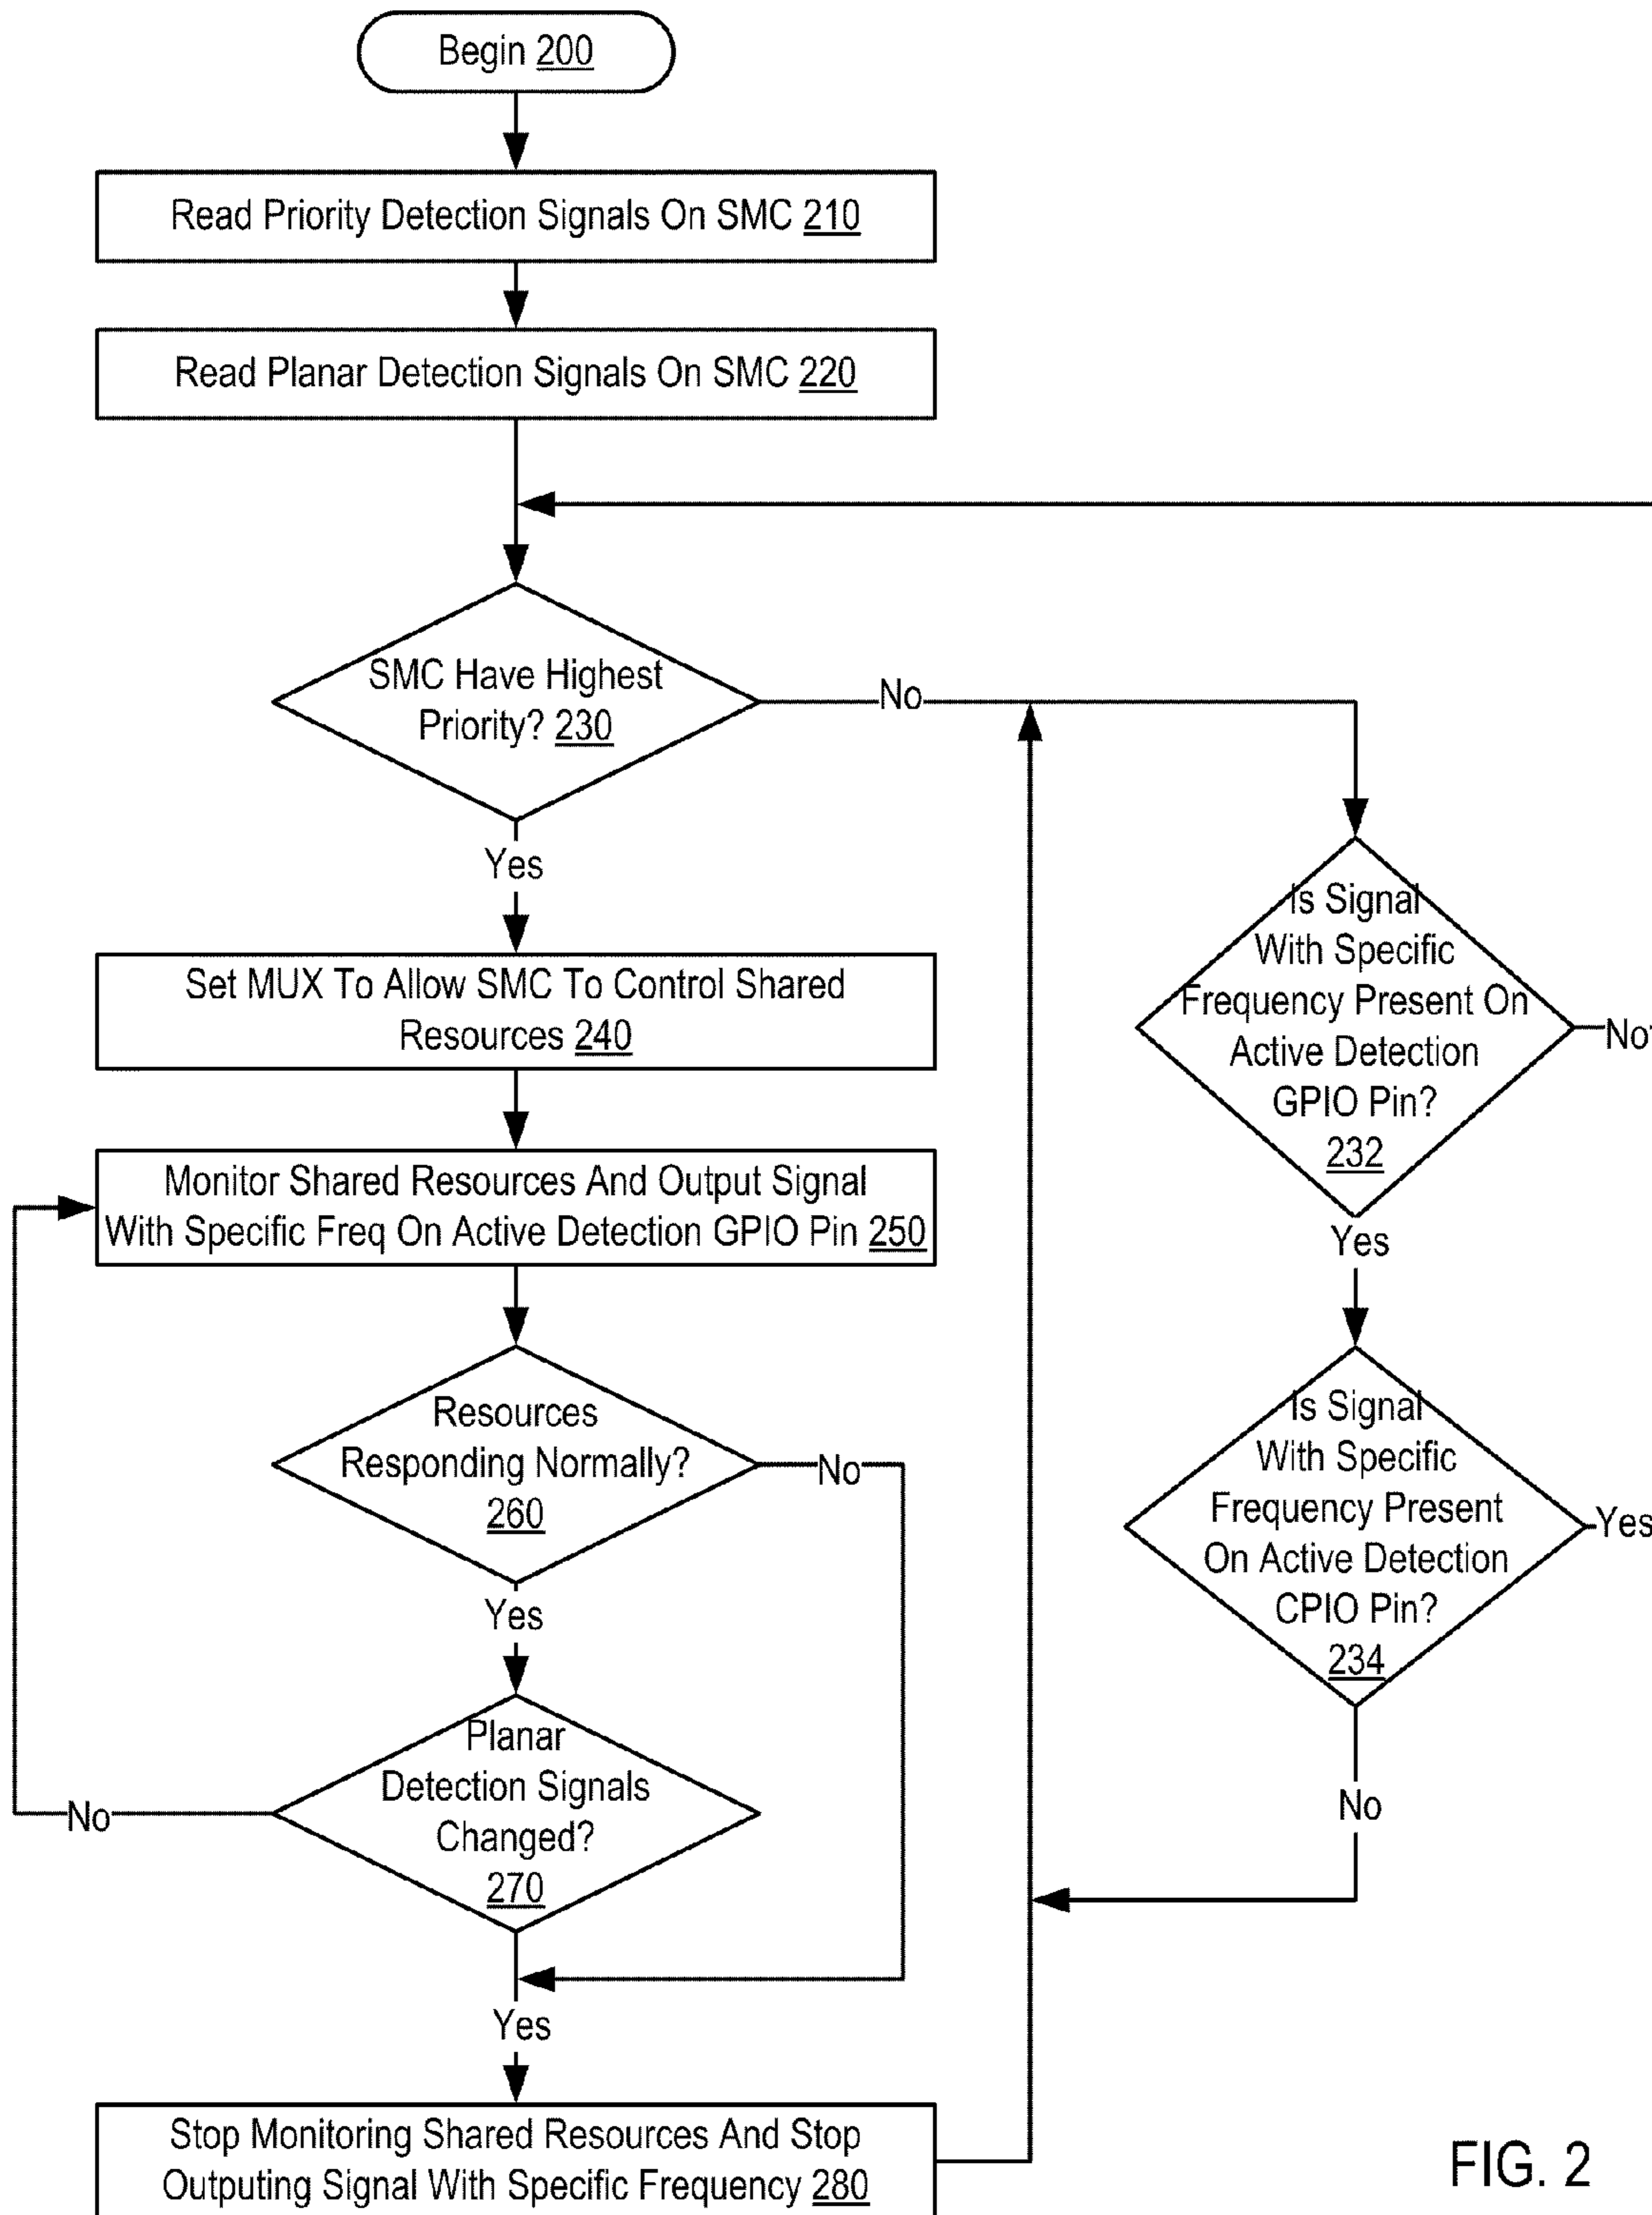 Begin 200
Read Priority Detection Signals On SMC 210
Read Planar Detection Signals On SMC 220
SMC Have Highest
Priority? 230
No
Yes
Set MUX To Allow SMC To Control Shared
Resources 240
Monitor Shared Resources And Output Signal
With Specific Freq On Active Detection GPIO Pin 250
Resources
Responding Normally?
260
No
Yes
Planar
Detection Signals
Changed?
270
No
Yes
Stop Monitoring Shared Resources And Stop
Outputing Signal With Specific Frequency 280
Is Signal
With Specific
Frequency Present On
Active Detection
GPIO Pin?
232
No
Yes
Is Signal
With Specific
Frequency Present
On Active Detection
CPIO Pin?
234
Yes
No
FIG. 2